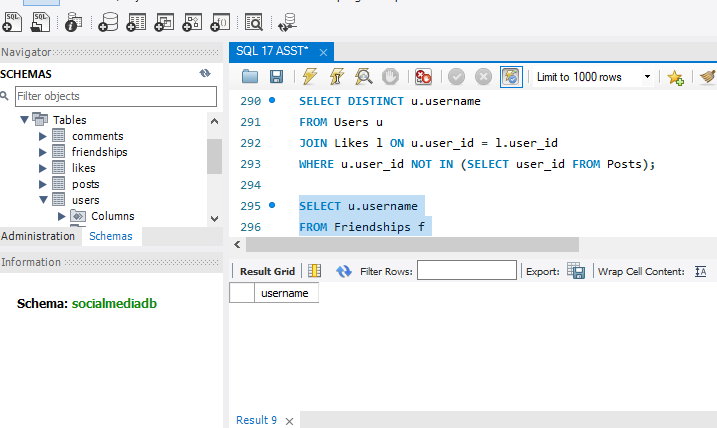 SQL
SQL
Navigator
SCHEMAS
Filter objects
Tables
comments
friendships
likes
posts
users
Columns
Administration Schemas
Information
Schema: socialmediadb
SQL 17 ASST*
Limit to 1000 rows
290 SELECT DISTINCT u.username
291 FROM Users u
292 JOIN Likes l ON u.user_id = l.user_id
293 WHERE u.user_id NOT IN (SELECT user_id FROM Posts);
294
295 SELECT u.username
296 FROM Friendships f
Result Grid Filter Rows: Export: Wrap Cell Content:
username
Result 9